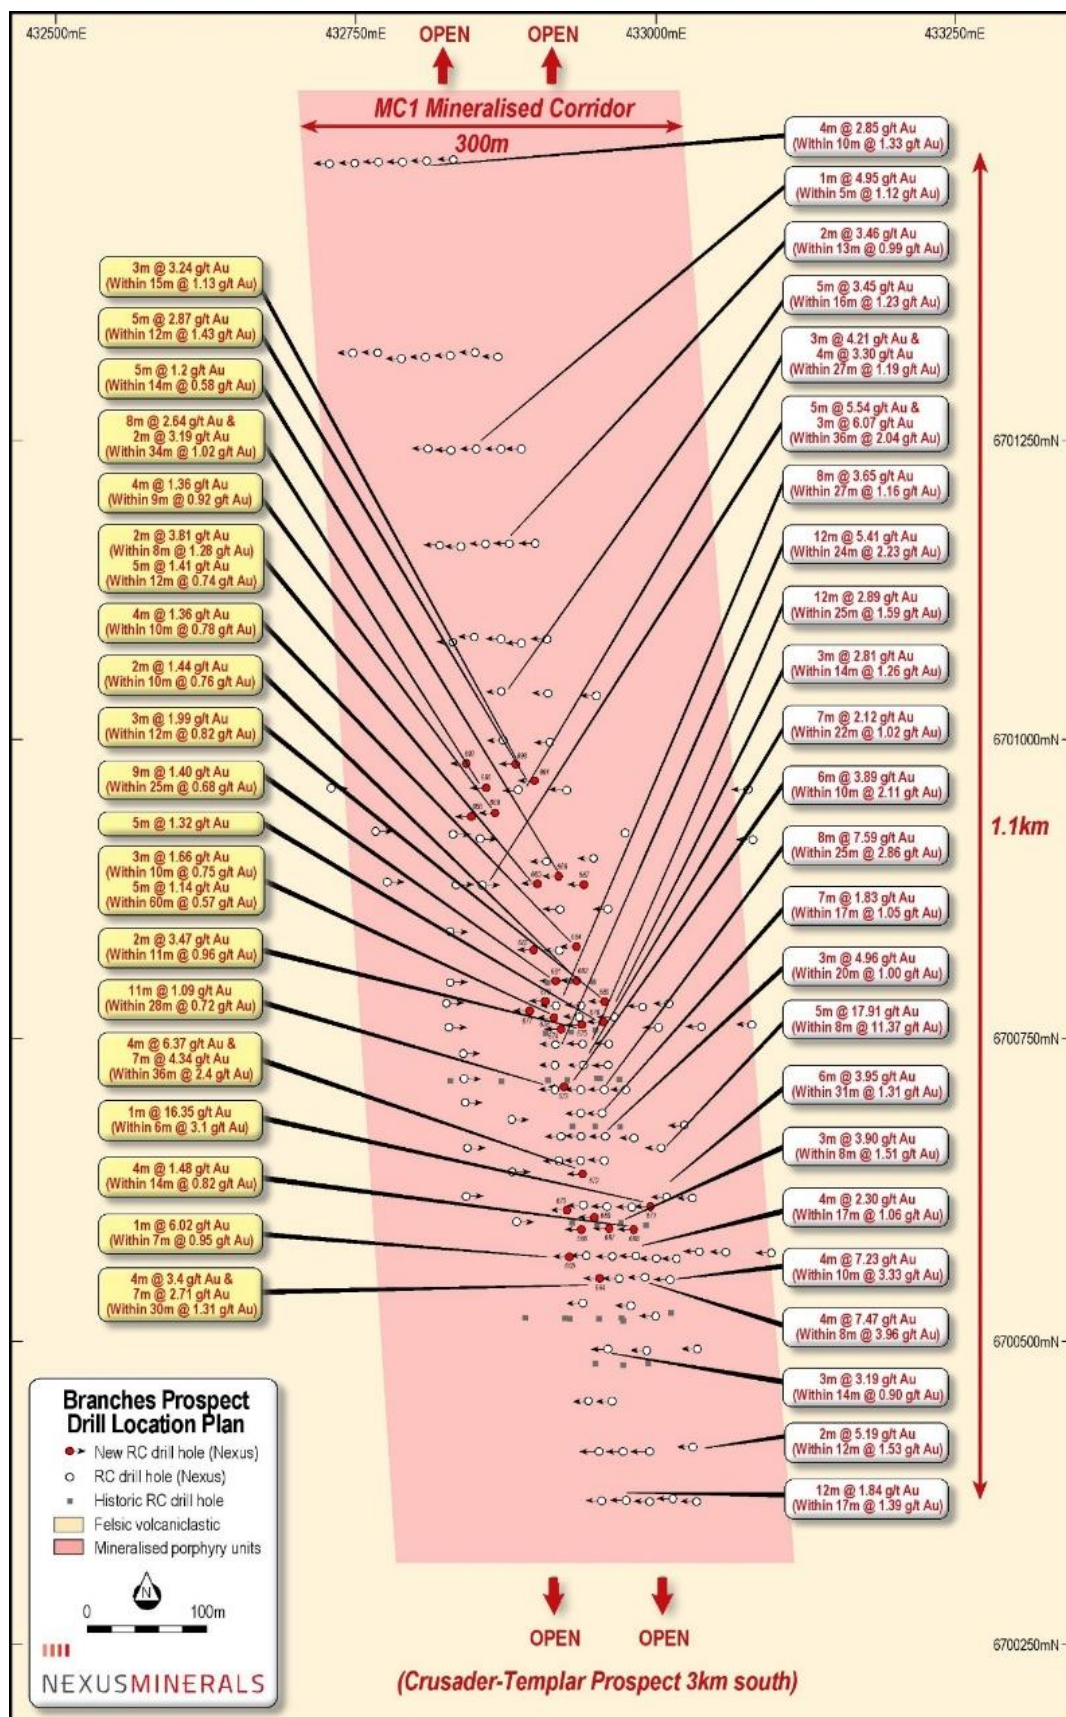 432500mE
432750mE
433000mE
433250mE
OPEN
OPEN
MC1 Mineralised Corridor
300m
4m @ 2.85 g/t Au
(Within 10m @ 1.33 g/t Au)
1m @ 4.95 g/t Au
(Within 5m @ 1.12 g/t Au)
2m @ 3.46 g/t Au
(Within 13m @ 0.99 g/t Au)
5m @ 3.45 g/t Au
(Within 16m @ 1.23 g/t Au)
3m @ 4.21 g/t Au &
4m @ 3.30 g/t Au
(Within 27m @ 1.19 g/t Au)
5m @ 5.54 g/t Au &
3m @ 6.07 g/t Au
(Within 36m @ 2.04 g/t Au)
8m @ 3.65 g/t Au
(Within 27m @ 1.16 g/t Au)
12m @ 5.41 g/t Au
(Within 24m @ 2.23 g/t Au)
12m @ 2.89 g/t Au
(Within 25m @ 1.59 g/t Au)
3m @ 2.81 g/t Au
(Within 14m @ 1.26 g/t Au)
7m @ 2.12 g/t Au
(Within 22m @ 1.02 g/t Au)
6m @ 3.89 g/t Au
(Within 10m @ 2.11 g/t Au)
8m @ 7.59 g/t Au
(Within 25m @ 2.86 g/t Au)
7m @ 1.83 g/t Au
(Within 17m @ 1.05 g/t Au)
3m @ 4.96 g/t Au
(Within 20m @ 1.00 g/t Au)
5m @ 17.91 g/t Au
(Within 8m @ 11.37 g/t Au)
6m @ 3.95 g/t Au
(Within 31m @ 1.31 g/t Au)
3m @ 3.90 g/t Au
(Within 8m @ 1.51 g/t Au)
4m @ 2.30 g/t Au
(Within 17m @ 1.06 g/t Au)
4m @ 7.23 g/t Au
(Within 10m @ 3.33 g/t Au)
4m @ 7.47 g/t Au
(Within 8m @ 3.96 g/t Au)
3m @ 3.19 g/t Au
(Within 14m @ 0.90 g/t Au)
2m @ 5.19 g/t Au
(Within 12m @ 1.53 g/t Au)
12m @ 1.84 g/t Au
(Within 17m @ 1.39 g/t Au)
3m @ 3.24 g/t Au
(Within 15m @ 1.13 g/t Au)
5m @ 2.87 g/t Au
(Within 12m @ 1.43 g/t Au)
5m @ 1.2 g/t Au
(Within 14m @ 0.58 g/t Au)
8m @ 2.64 g/t Au &
2m @ 3.19 g/t Au
(Within 34m @ 1.02 g/t Au)
4m @ 1.36 g/t Au
(Within 9m @ 0.92 g/t Au)
2m @ 3.81 g/t Au
(Within 8m @ 1.28 g/t Au)
5m @ 1.41 g/t Au
(Within 12m @ 0.74 g/t Au)
4m @ 1.36 g/t Au
(Within 10m @ 0.78 g/t Au)
2m @ 1.44 g/t Au
(Within 10m @ 0.76 g/t Au)
3m @ 1.99 g/t Au
(Within 12m @ 0.82 g/t Au)
9m @ 1.40 g/t Au
(Within 25m @ 0.68 g/t Au)
5m @ 1.32 g/t Au
3m @ 1.66 g/t Au
(Within 10m @ 0.75 g/t Au)
5m @ 1.14 g/t Au
(Within 60m @ 0.57 g/t Au)
2m @ 3.47 g/t Au
(Within 11m @ 0.96 g/t Au)
11m @ 1.09 g/t Au
(Within 28m @ 0.72 g/t Au)
4m @ 6.37 g/t Au &
7m @ 4.34 g/t Au
(Within 36m @ 2.4 g/t Au)
1m @ 16.35 g/t Au
(Within 6m @ 3.1 g/t Au)
4m @ 1.48 g/t Au
(Within 14m @ 0.82 g/t Au)
1m @ 6.02 g/t Au
(Within 7m @ 0.95 g/t Au)
4m @ 3.4 g/t Au &
7m @ 2.71 g/t Au
(Within 30m @ 1.31 g/t Au)
6701250mN
6701000mN
1.1km
6700750mN
6700500mN
6700250mN
Branches Prospect
Drill Location Plan
New RC drill hole (Nexus)
RC drill hole (Nexus)
Historic RC drill hole
Felsic volcaniclastic
Mineralised porphyry units
N
0 100m
NEXUSMINERALS
OPEN
OPEN
(Crusader-Templar Prospect 3km south)